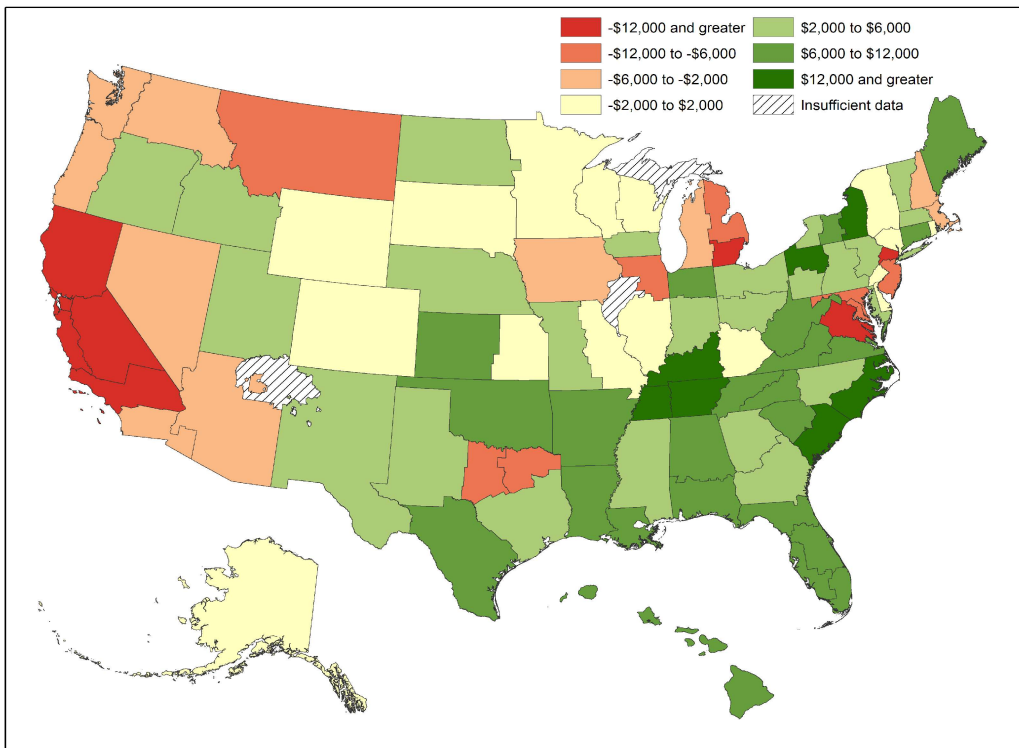 -$12,000 and greater
-$12,000 to -$6,000
-$6,000 to -$2,000
-$2,000 to $2,000
$2,000 to $6,000
$6,000 to $12,000
$12,000 and greater
Insufficient data